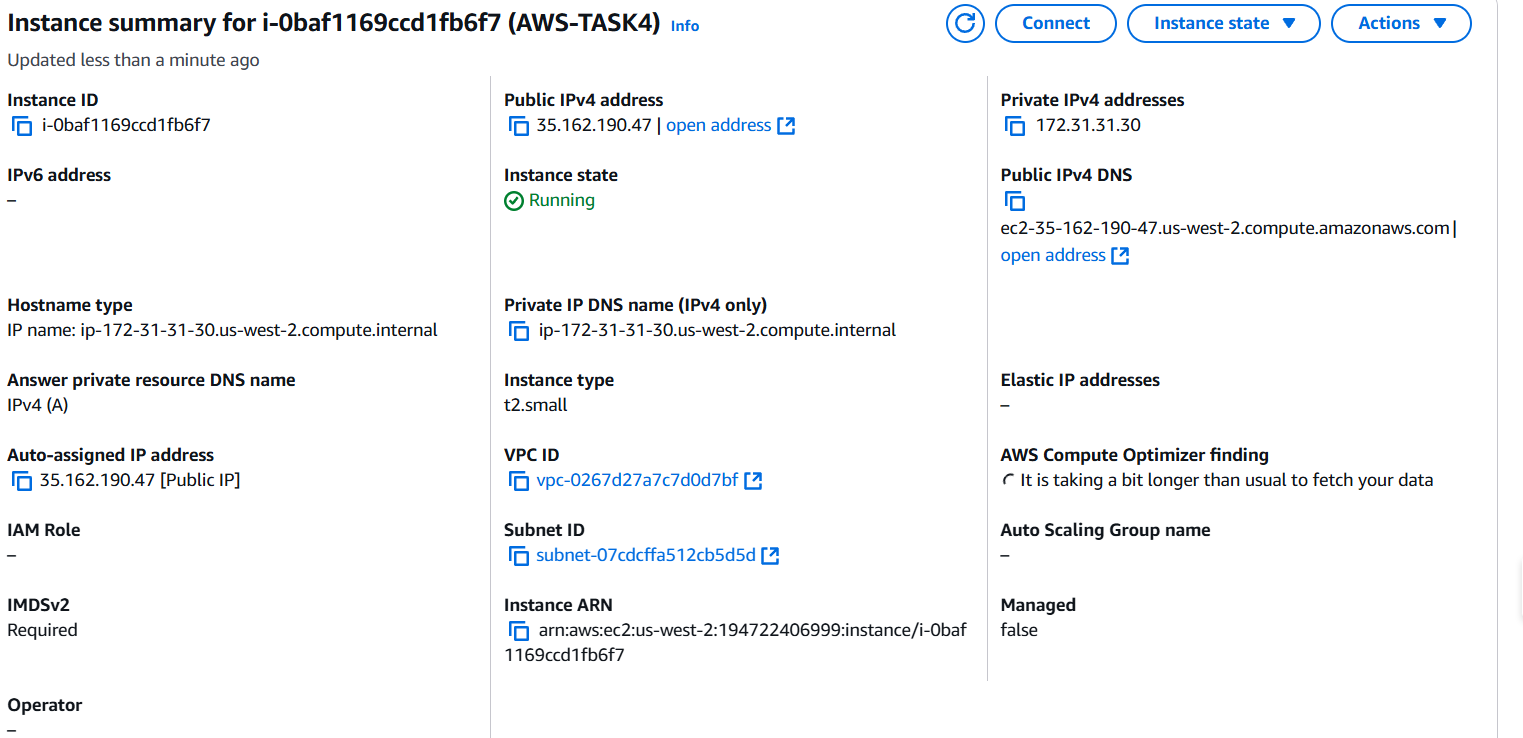 Instance summary for i-0baf1169ccd1fb6f7 (AWS-TASK4) Info
Connect
Instance state
Actions
Updated less than a minute ago
Instance ID
i-0baf1169ccd1fb6f7
Public IPv4 address
35.162.190.47 | open address
Private IPv4 addresses
172.31.31.30
IPv6 address
–
Instance state
Running
Public IPv4 DNS
ec2-35-162-190-47.us-west-2.compute.amazonaws.com |
open address
Hostname type
IP name: ip-172-31-31-30.us-west-2.compute.internal
Private IP DNS name (IPv4 only)
ip-172-31-31-30.us-west-2.compute.internal
Answer private resource DNS name
IPv4 (A)
Instance type
t2.small
Elastic IP addresses
–
Auto-assigned IP address
35.162.190.47 [Public IP]
VPC ID
vpc-0267d27a7c7d0d7bf
AWS Compute Optimizer finding
It is taking a bit longer than usual to fetch your data
IAM Role
–
Subnet ID
subnet-07cdcffa512cb5d5d
Auto Scaling Group name
–
IMDSv2
Required
Instance ARN
arn:aws:ec2:us-west-2:194722406999:instance/i-0baf
1169ccd1fb6f7
Managed
false
Operator
–